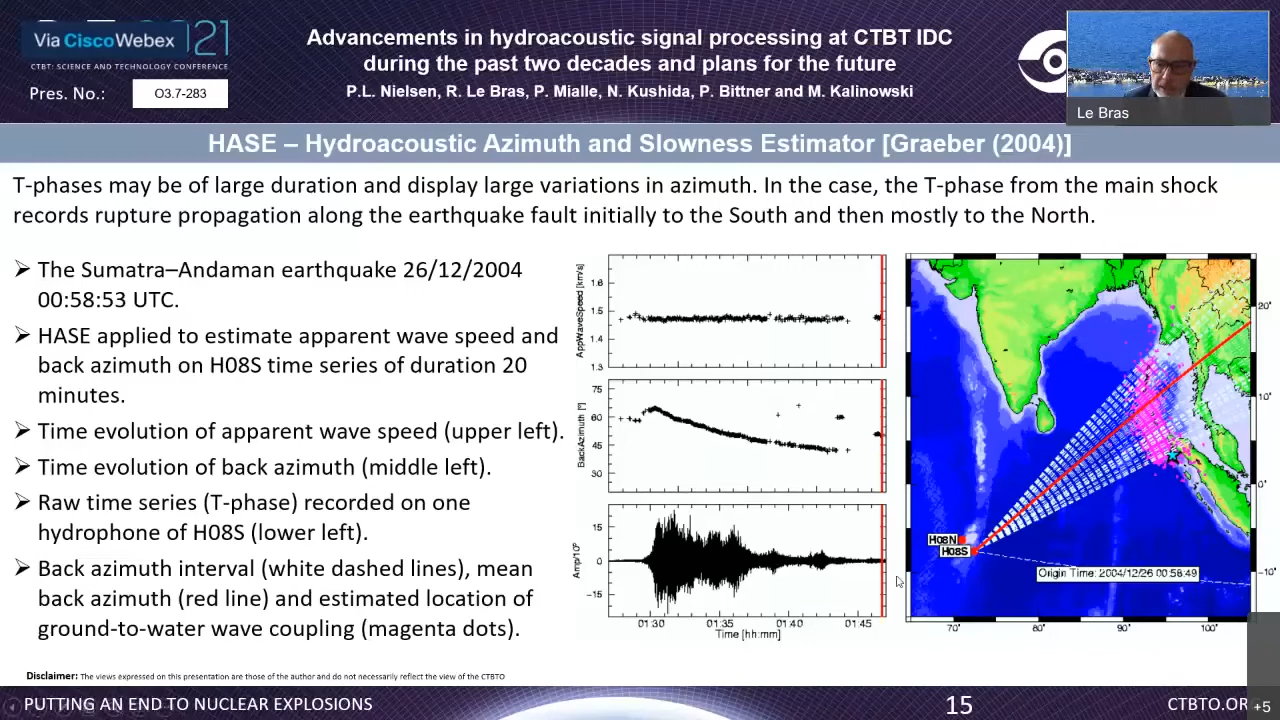 Via CiscoWebex
21
CTBT: SCIENCE AND TECHNOLOGY CONFERENCE
Pres. No.:
O3.7-283
Advancements in hydroacoustic signal processing at CTBT IDC
during the past two decades and plans for the future
P.L. Nielsen, R. Le Bras, P. Mialle, N. Kushida, P. Bittner and M. Kalinowski
Le Bras
HASE – Hydroacoustic Azimuth and Slowness Estimator [Graeber (2004)]
T-phases may be of large duration and display large variations in azimuth. In the case, the T-phase from the main shock
records rupture propagation along the earthquake fault initially to the South and then mostly to the North.
➢ The Sumatra–Andaman earthquake 26/12/2004
00:58:53 UTC.
➢ HASE applied to estimate apparent wave speed and
back azimuth on H08S time series of duration 20
minutes.
➢ Time evolution of apparent wave speed (upper left).
➢ Time evolution of back azimuth (middle left).
➢ Raw time series (T-phase) recorded on one
hydrophone of H08S (lower left).
➢ Back azimuth interval (white dashed lines), mean
back azimuth (red line) and estimated location of
ground-to-water wave coupling (magenta dots).
AppWaveSpeed [km/s]
1.6
1.5
1.4
1.3
BackAzimuth [°]
75
60
45
30
Amp/10⁶
15
0
−15
01:30 01:35 01:40 01:45
Time [hh:mm]
20°
10°
0°
−10°
H08N
H08S
Origin Time: 2004/12/26 00:58:49
70° 80° 90° 100°
Disclaimer: The views expressed on this presentation are those of the author and do not necessarily reflect the view of the CTBTO
PUTTING AN END TO NUCLEAR EXPLOSIONS
15
CTBTO.OR
+5